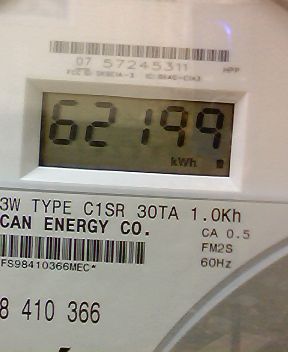 07 57245311
HPP
62199
kWh
3W TYPE C1SR 30TA 1.0Kh
CAN ENERGY CO.
CA 0.5
FM2S
60Hz
FS98410366MEC*
8 410 366